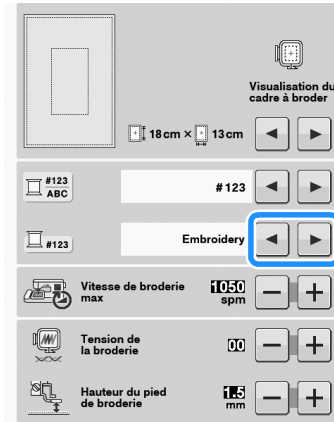 Visualisation du
cadre à broder
18 cm × 13 cm
#123
ABC
#123
#123
Embroidery
Vitesse de broderie
max
1050
spm
Tension de
la broderie
00
Hauteur du pied
de broderie
1.5
mm